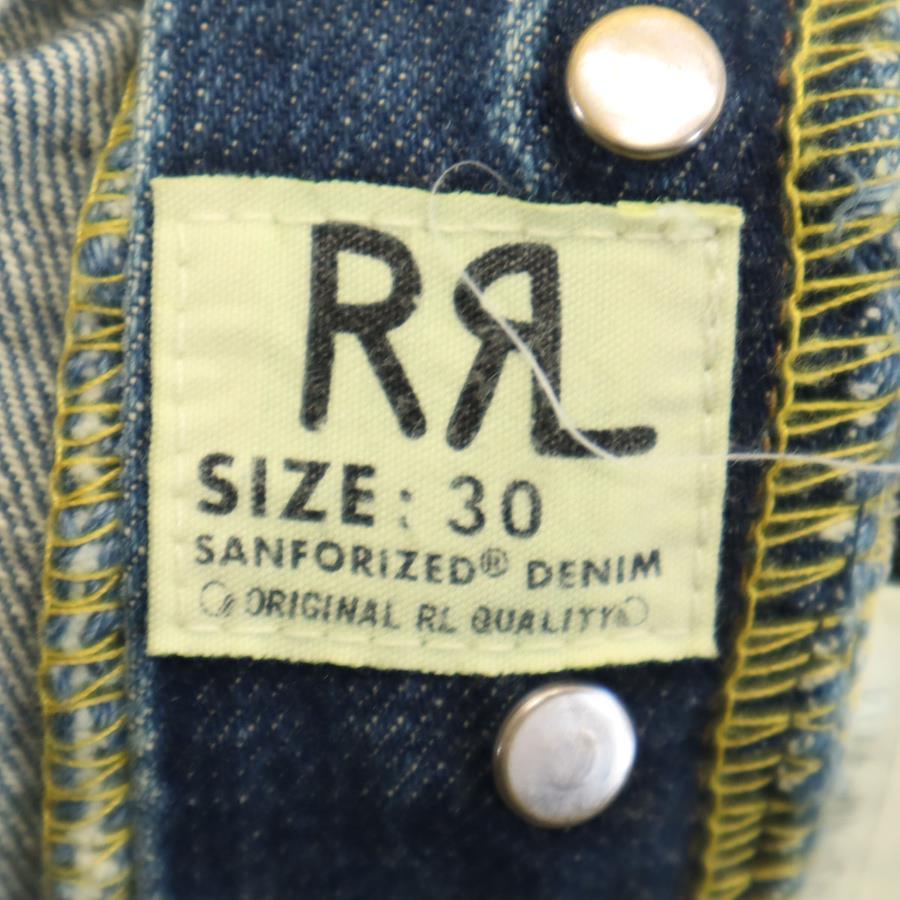 RRL
SIZE: 30
SANFORIZED® DENIM
ORIGINAL RL QUALITY